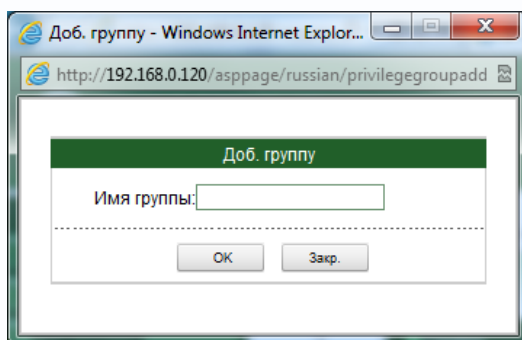 Доб. группу - Windows Internet Explor...
http://192.168.0.120/asppage/russian/privilegegroupadd
Доб. группу
Имя группы:
OK Закр.